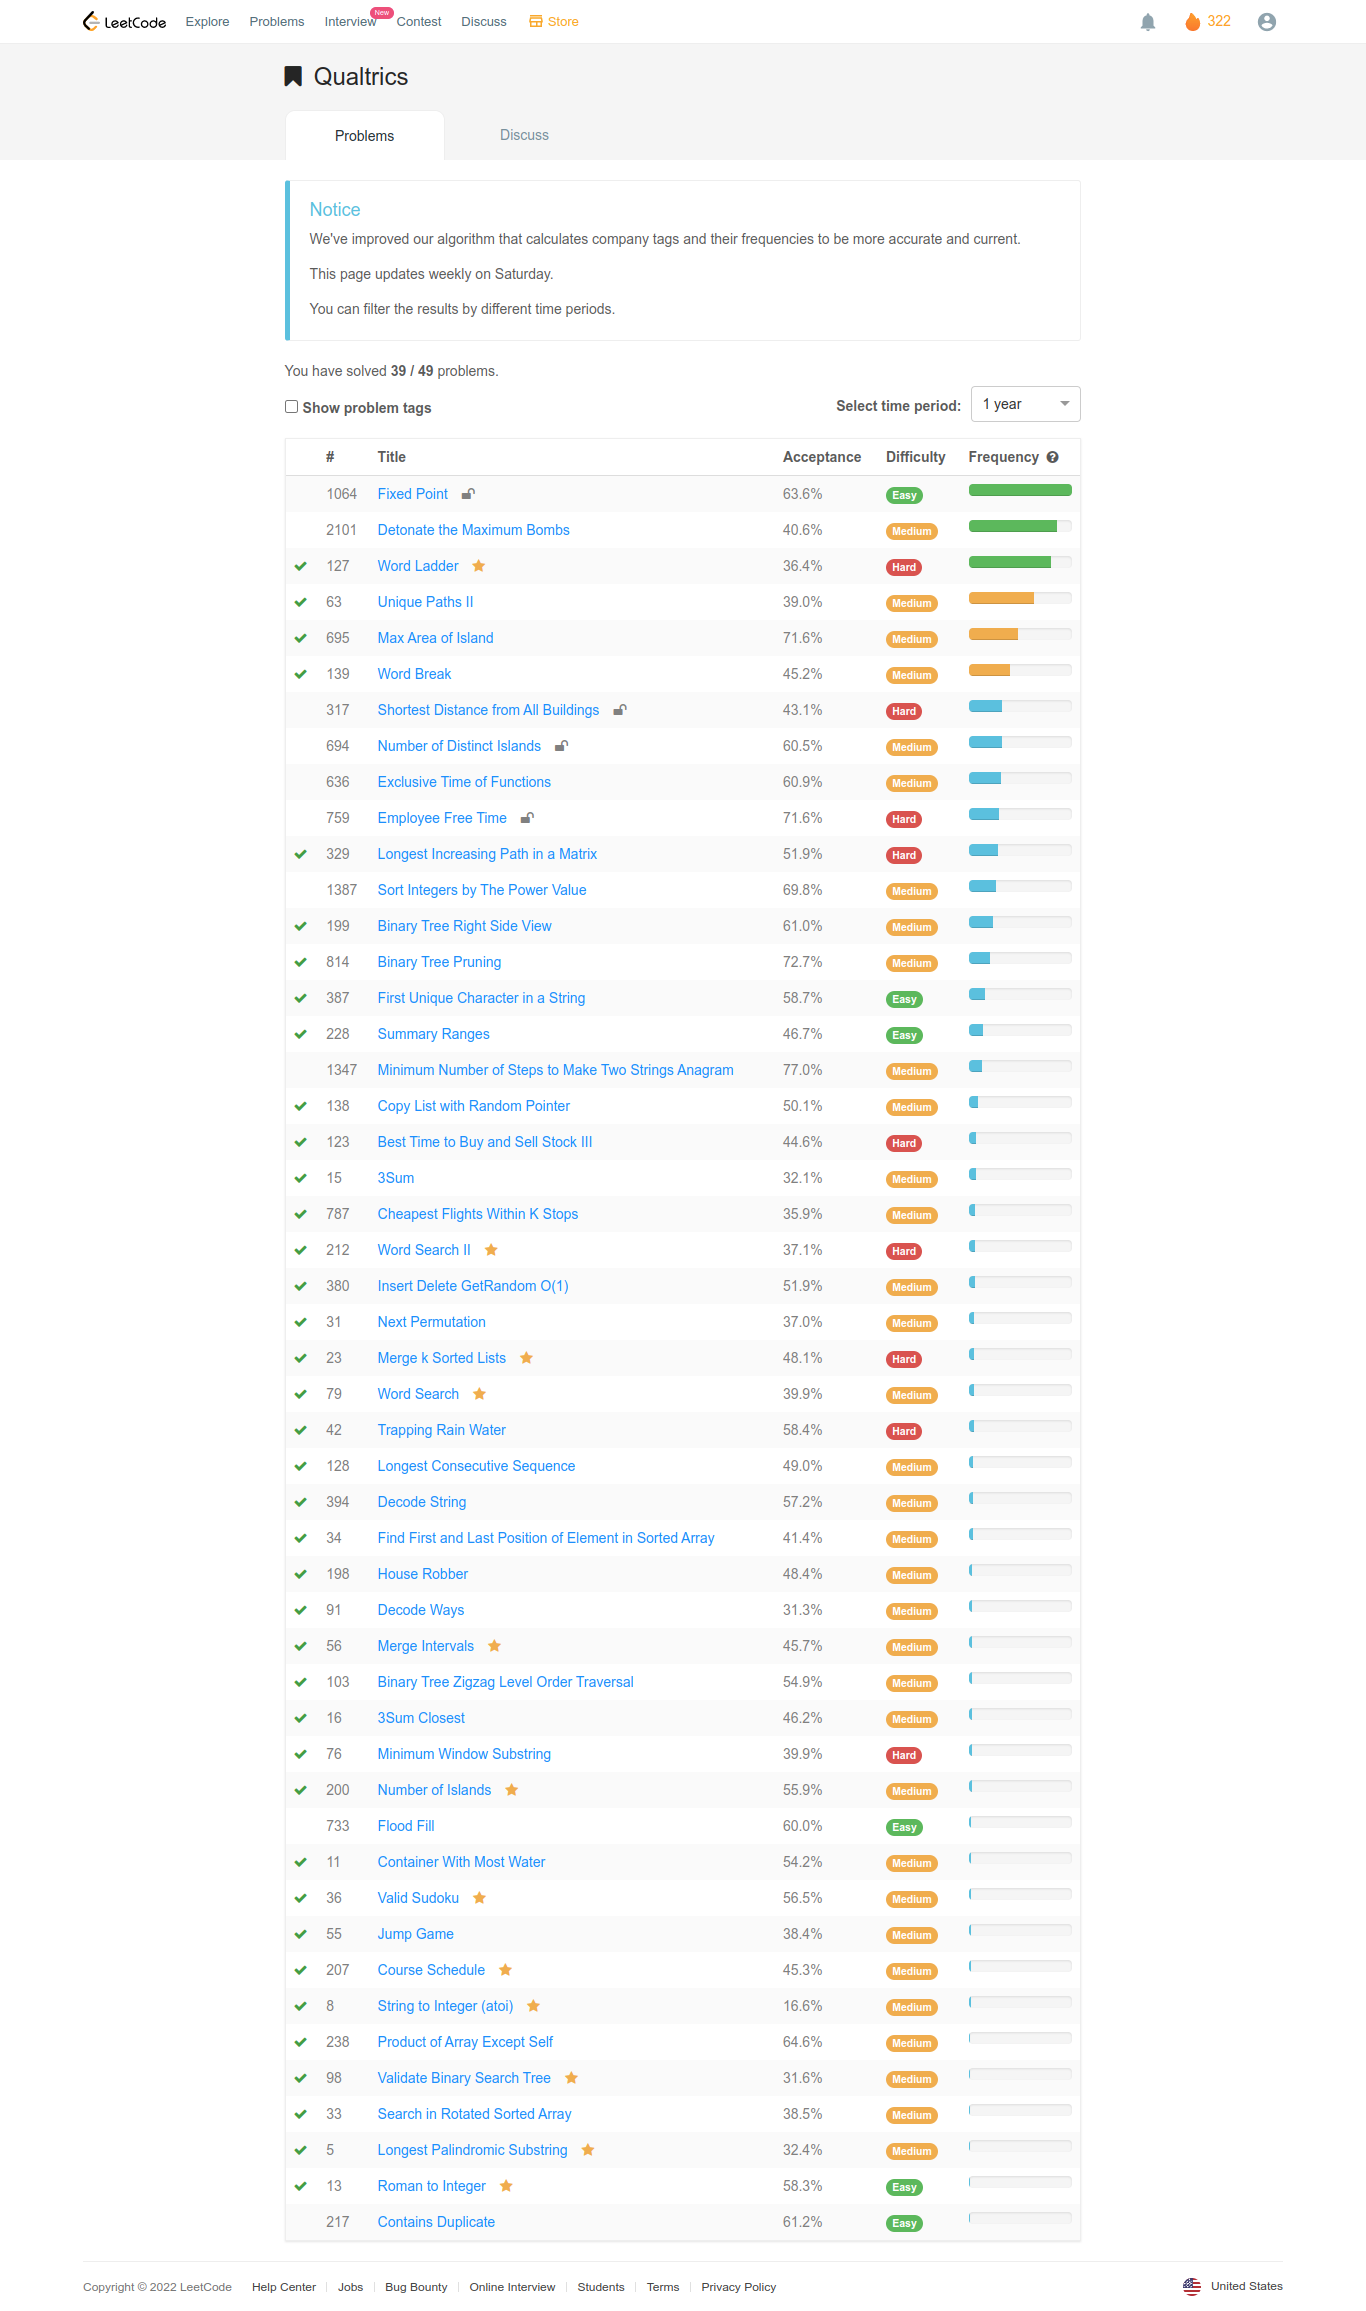 LeetCode Explore Problems Interview New Contest Discuss Store 322
Qualtrics
Problems Discuss
Notice
We've improved our algorithm that calculates company tags and their frequencies to be more accurate and current.
This page updates weekly on Saturday.
You can filter the results by different time periods.
You have solved 39 / 49 problems.
Show problem tags Select time period: 1 year
# Title Acceptance Difficulty Frequency
1064 Fixed Point 63.6% Easy
2101 Detonate the Maximum Bombs 40.6% Medium
127 Word Ladder 36.4% Hard
63 Unique Paths II 39.0% Medium
695 Max Area of Island 71.6% Medium
139 Word Break 45.2% Medium
317 Shortest Distance from All Buildings 43.1% Hard
694 Number of Distinct Islands 60.5% Medium
636 Exclusive Time of Functions 60.9% Medium
759 Employee Free Time 71.6% Hard
329 Longest Increasing Path in a Matrix 51.9% Hard
1387 Sort Integers by The Power Value 69.8% Medium
199 Binary Tree Right Side View 61.0% Medium
814 Binary Tree Pruning 72.7% Medium
387 First Unique Character in a String 58.7% Easy
228 Summary Ranges 46.7% Easy
1347 Minimum Number of Steps to Make Two Strings Anagram 77.0% Medium
138 Copy List with Random Pointer 50.1% Medium
123 Best Time to Buy and Sell Stock III 44.6% Hard
15 3Sum 32.1% Medium
787 Cheapest Flights Within K Stops 35.9% Medium
212 Word Search II 37.1% Hard
380 Insert Delete GetRandom O(1) 51.9% Medium
31 Next Permutation 37.0% Medium
23 Merge k Sorted Lists 48.1% Hard
79 Word Search 39.9% Medium
42 Trapping Rain Water 58.4% Hard
128 Longest Consecutive Sequence 49.0% Medium
394 Decode String 57.2% Medium
34 Find First and Last Position of Element in Sorted Array 41.4% Medium
198 House Robber 48.4% Medium
91 Decode Ways 31.3% Medium
56 Merge Intervals 45.7% Medium
103 Binary Tree Zigzag Level Order Traversal 54.9% Medium
16 3Sum Closest 46.2% Medium
76 Minimum Window Substring 39.9% Hard
200 Number of Islands 55.9% Medium
733 Flood Fill 60.0% Easy
11 Container With Most Water 54.2% Medium
36 Valid Sudoku 56.5% Medium
55 Jump Game 38.4% Medium
207 Course Schedule 45.3% Medium
8 String to Integer (atoi) 16.6% Medium
238 Product of Array Except Self 64.6% Medium
98 Validate Binary Search Tree 31.6% Medium
33 Search in Rotated Sorted Array 38.5% Medium
5 Longest Palindromic Substring 32.4% Medium
13 Roman to Integer 58.3% Easy
217 Contains Duplicate 61.2% Easy
Copyright © 2022 LeetCode Help Center Jobs Bug Bounty Online Interview Students Terms Privacy Policy United States